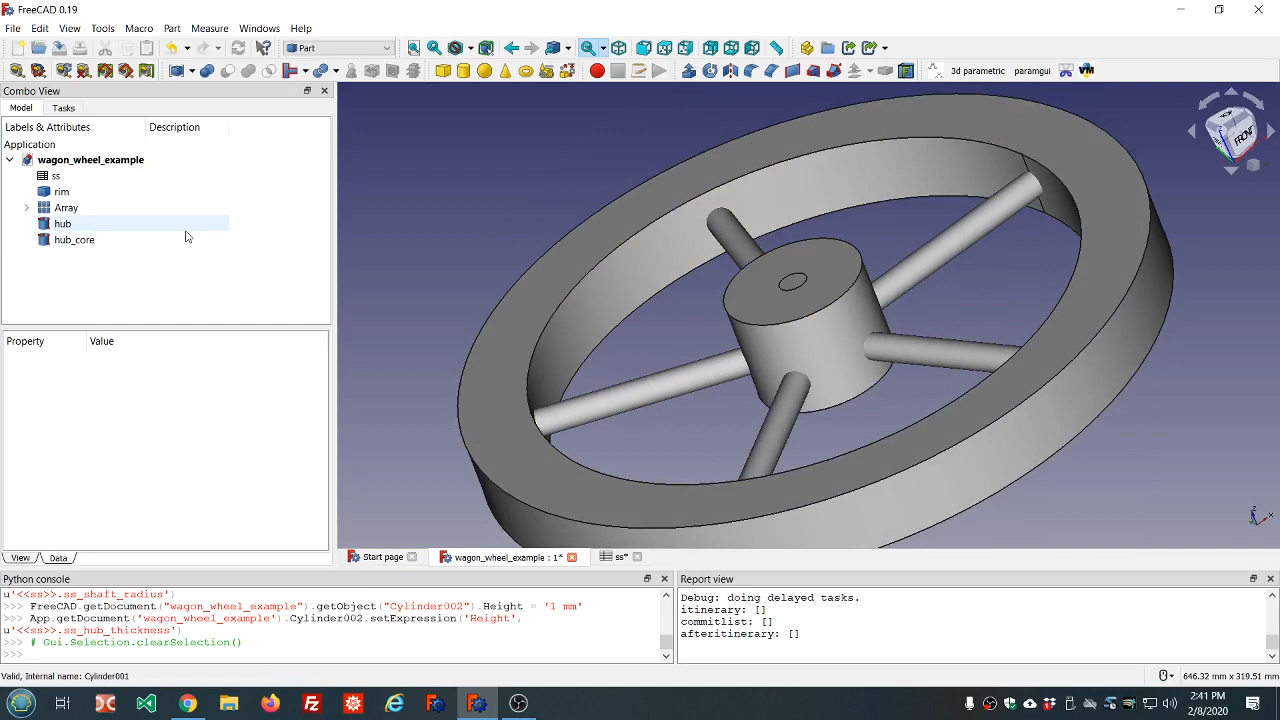 FreeCAD 0.19
File Edit View Tools Macro Part Measure Windows Help
Part
3d parametric paramgui VM
Combo View
Model Tasks
Labels & Attributes Description
Application
wagon_wheel_example
ss
rim
Array
hub
hub_core
FRONT
Property Value
View Data
Start page wagon_wheel_example : 1* ss*
Python console
u'<<ss>>.ss_shaft_radius')
>>> FreeCAD.getDocument("wagon_wheel_example").getObject("Cylinder002").Height = '1 mm'
>>> App.getDocument('wagon_wheel_example').Cylinder002.setExpression('Height',
u'<<ss>>.ss_hub_thickness')
>>> # Gui.Selection.clearSelection()
>>>
Report view
Debug: doing delayed tasks.
itinerary: []
commitlist: []
afteritinerary: []
Valid, Internal name: Cylinder001
646.32 mm x 319.51 mm
2:41 PM
2/8/2020